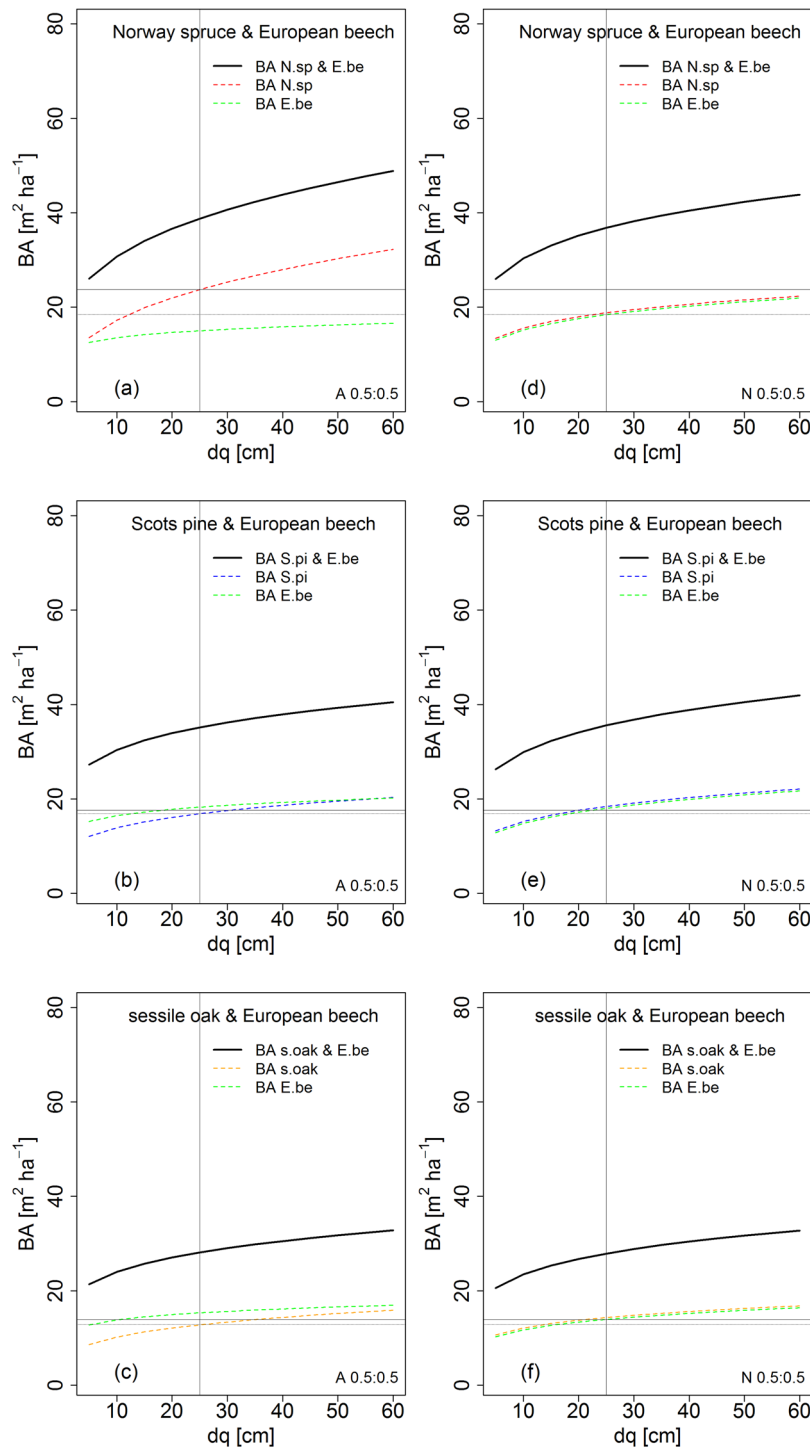 Norway spruce & European beech
BA N.sp & E.be
BA N.sp
BA E.be
BA [m² ha⁻¹]
80
60
40
20
0
(a)
A 0.5:0.5
10 20 30 40 50 60
dq [cm]
Norway spruce & European beech
BA N.sp & E.be
BA N.sp
BA E.be
BA [m² ha⁻¹]
80
60
40
20
0
(d)
N 0.5:0.5
10 20 30 40 50 60
dq [cm]
Scots pine & European beech
BA S.pi & E.be
BA S.pi
BA E.be
BA [m² ha⁻¹]
80
60
40
20
0
(b)
A 0.5:0.5
10 20 30 40 50 60
dq [cm]
Scots pine & European beech
BA S.pi & E.be
BA S.pi
BA E.be
BA [m² ha⁻¹]
80
60
40
20
0
(e)
N 0.5:0.5
10 20 30 40 50 60
dq [cm]
sessile oak & European beech
BA s.oak & E.be
BA s.oak
BA E.be
BA [m² ha⁻¹]
80
60
40
20
0
(c)
A 0.5:0.5
10 20 30 40 50 60
dq [cm]
sessile oak & European beech
BA s.oak & E.be
BA s.oak
BA E.be
BA [m² ha⁻¹]
80
60
40
20
0
(f)
N 0.5:0.5
10 20 30 40 50 60
dq [cm]